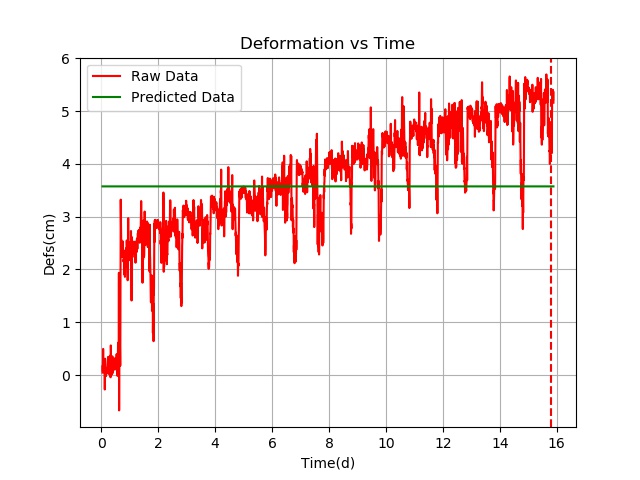 Deformation vs Time
Raw Data
Predicted Data
Defs(cm)
6
5
4
3
2
1
0
0 2 4 6 8 10 12 14 16
Time(d)